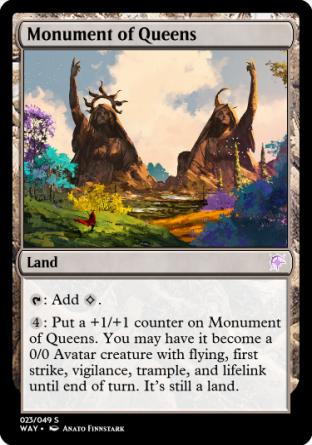 Monument of Queens
Land
: Add .
4: Put a +1/+1 counter on Monument
of Queens. You may have it become a
0/0 Avatar creature with flying, first
strike, vigilance, trample, and lifelink
until end of turn. It's still a land.
023/049 S
WAY • Anato Finnstark